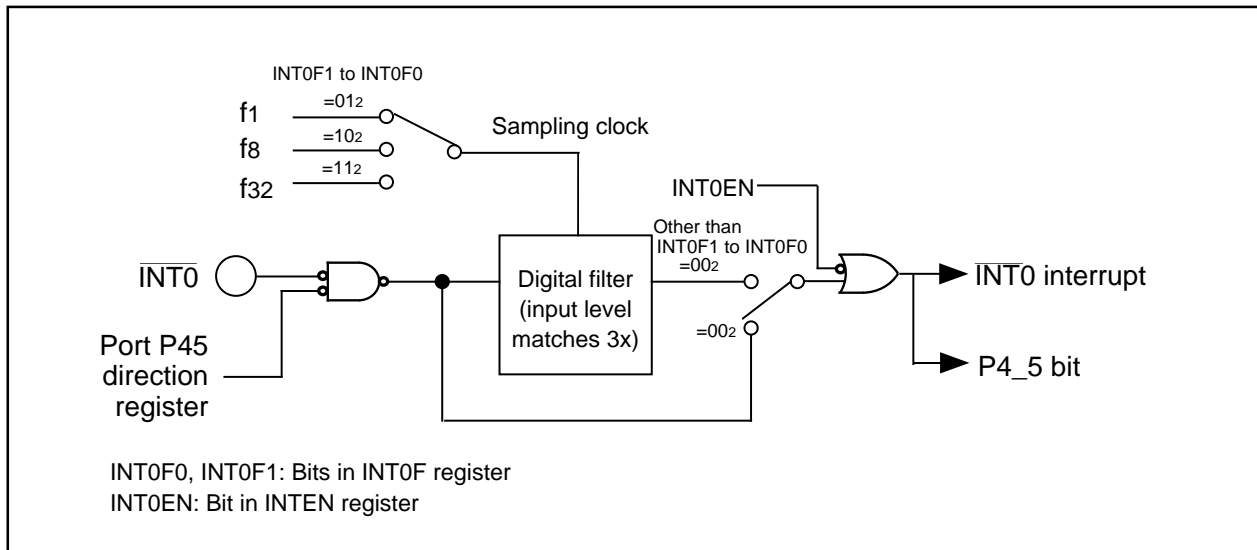 INT0F1 to INT0F0
f1
=012
f8
=102
f32
=112
Sampling clock
INT0EN
Other than
INT0F1 to INT0F0
=002
INT0
Digital filter
(input level
matches 3x)
=002
INT0 interrupt
Port P45
direction
register
P4_5 bit
INT0F0, INT0F1: Bits in INT0F register
INT0EN: Bit in INTEN register